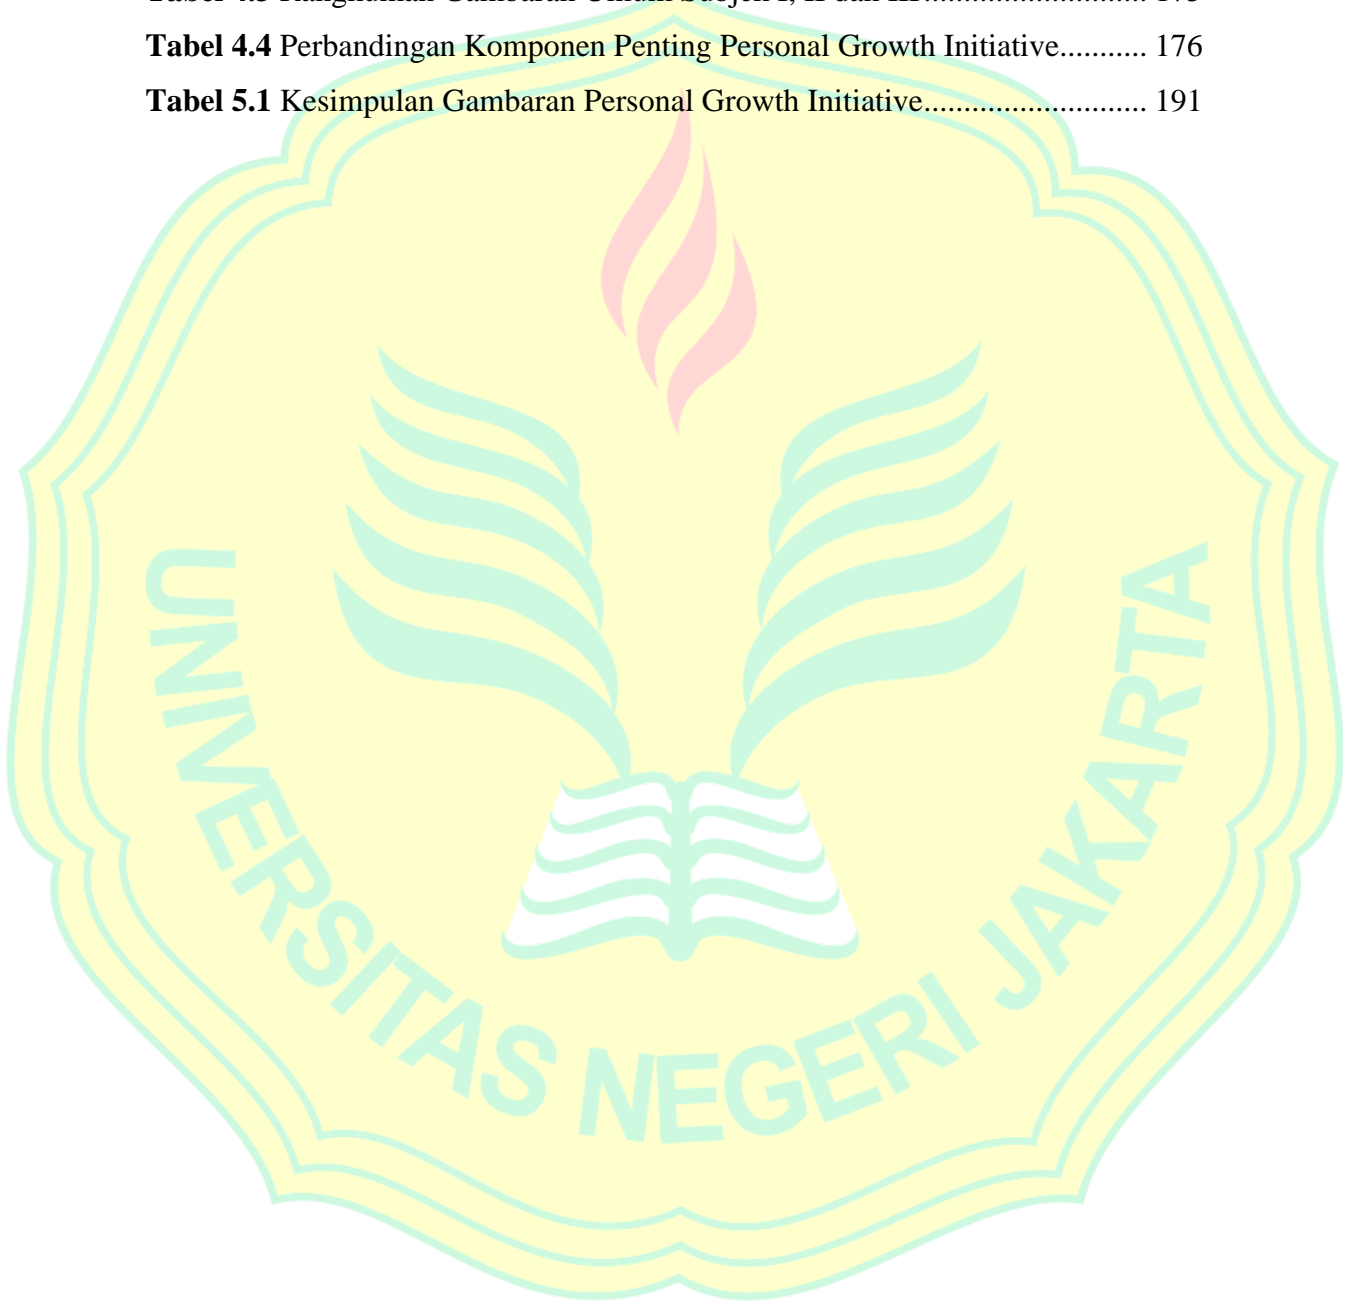 Tabel 4.4 Perbandingan Komponen Penting Personal Growth Initiative........... 176
Tabel 5.1 Kesimpulan Gambaran Personal Growth Initiative............................ 191
UNIVERSITAS NEGERI JAKARTA